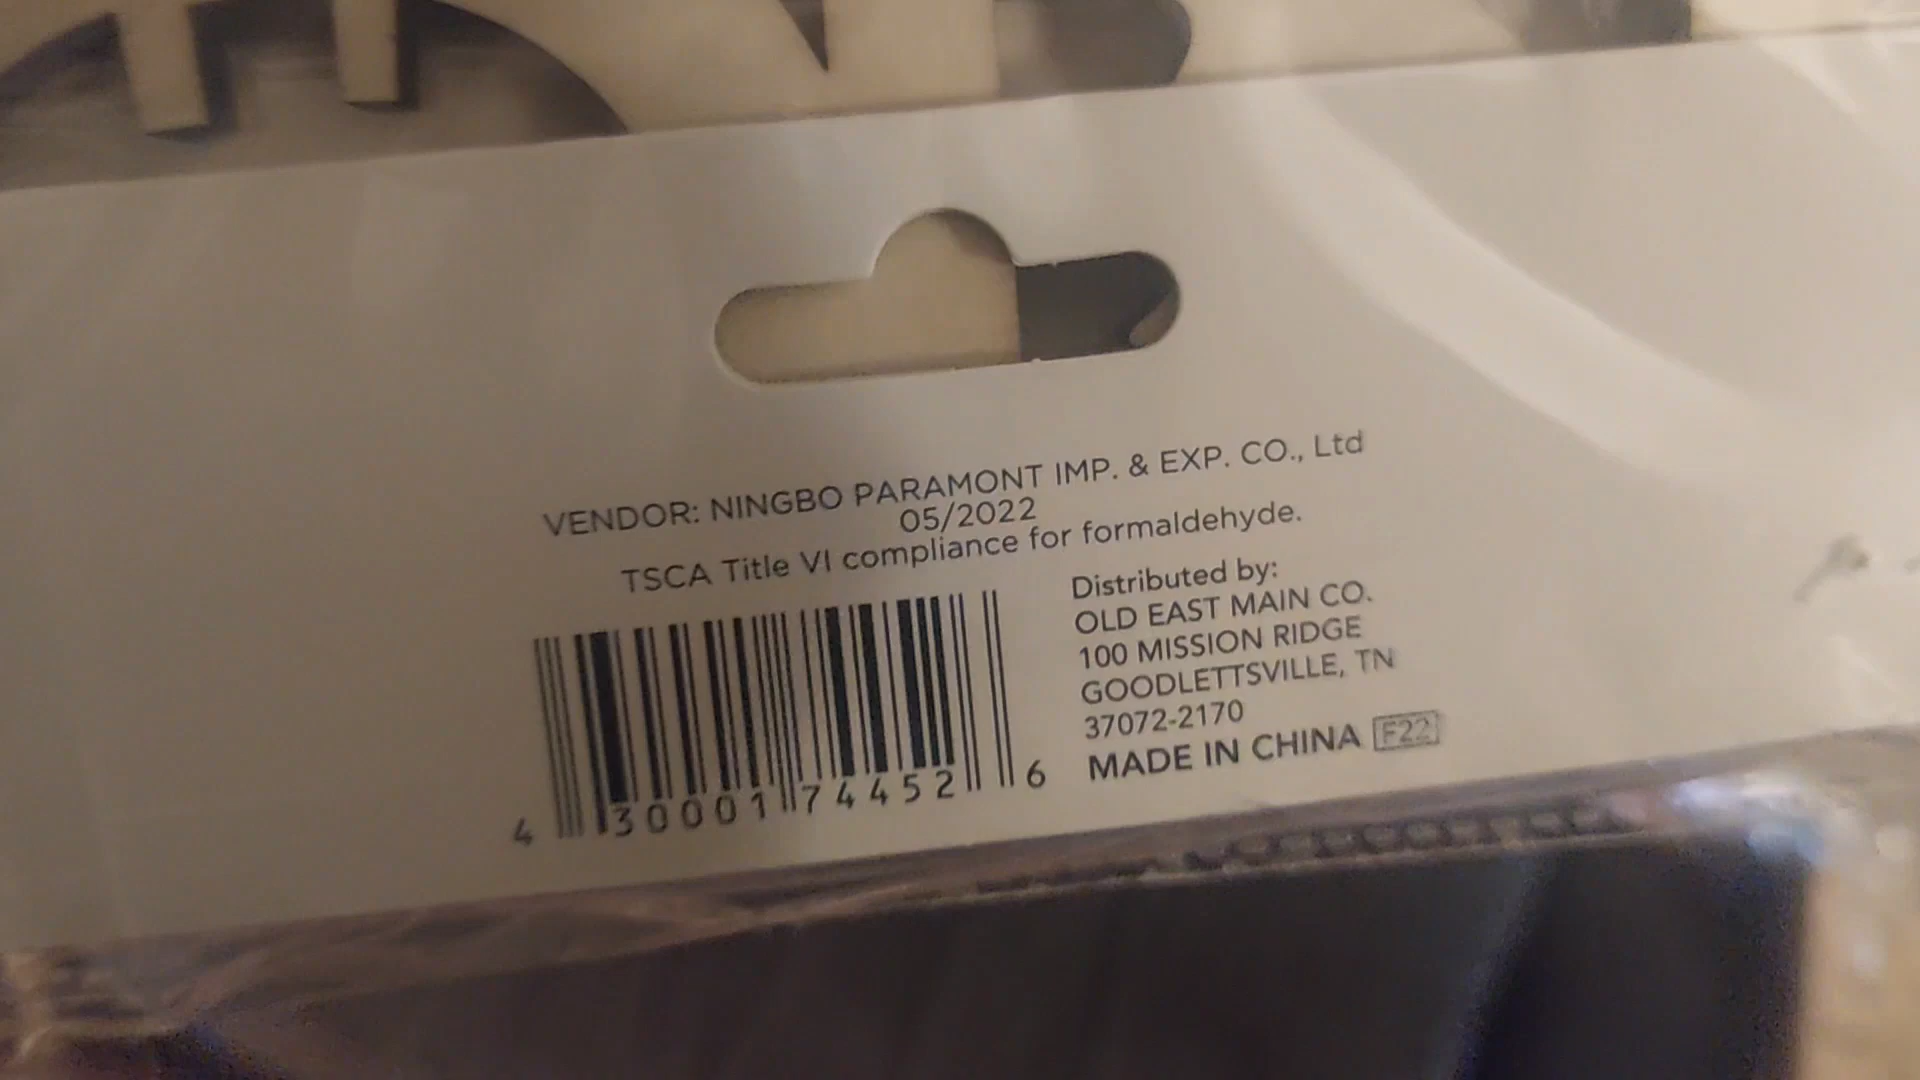 VENDOR: NINGBO PARAMONT IMP. & EXP. CO., Ltd
05/2022
TSCA Title VI compliance for formaldehyde.
Distributed by:
OLD EAST MAIN CO.
100 MISSION RIDGE
GOODLETTSVILLE, TN
37072-2170
MADE IN CHINA F22
4 30001 74452 6